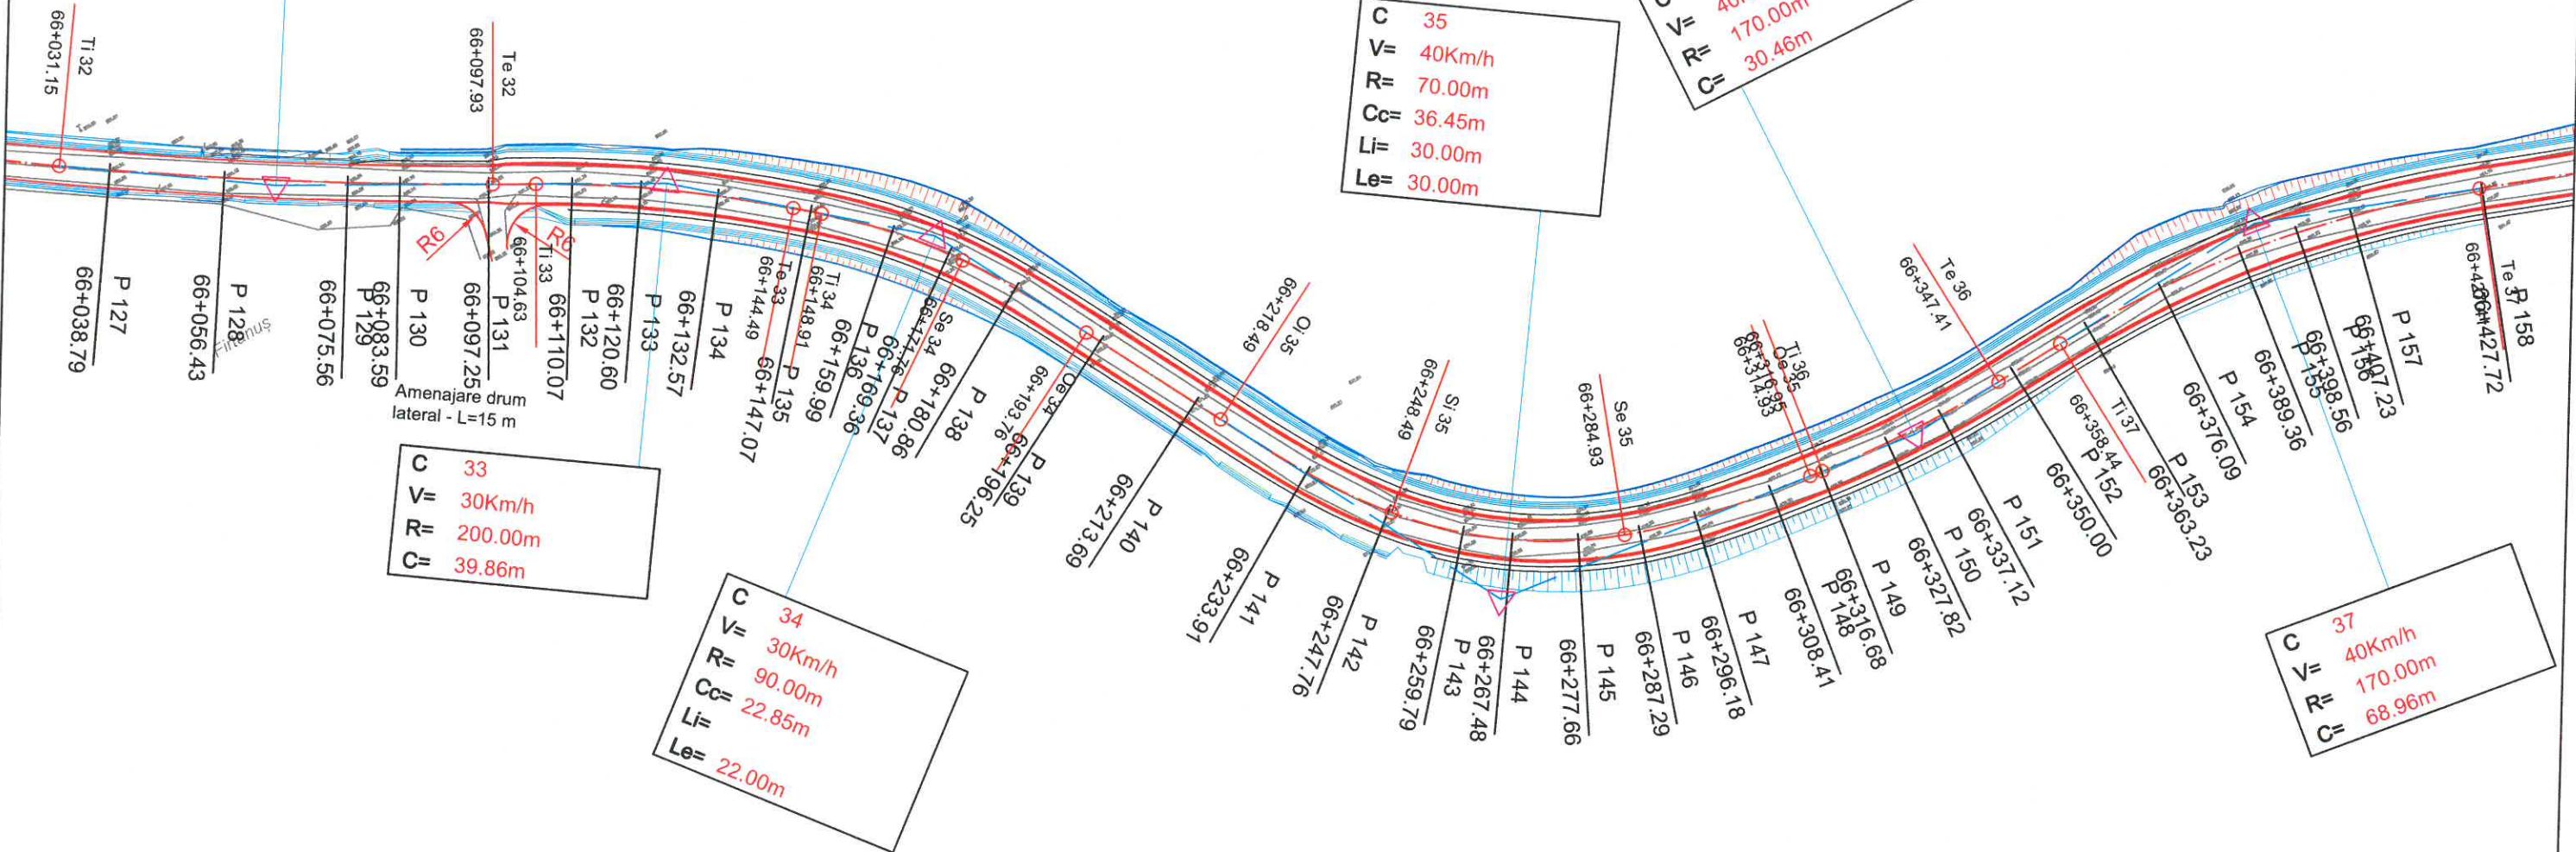 Ti 32
66+031.15
Te 32
66+097.93
C 35
V= 40Km/h
R= 70.00m
Cc= 36.45m
Li= 30.00m
Le= 30.00m
V=
R= 170.00m
C= 30.46m
P 127
66+038.79
P 128
66+056.43
Fintanuș
P 129
66+075.56
P 130
66+083.59
R6
R6
P 131
66+097.25
Ti 33
66+104.63
P 132
66+110.07
P 133
66+120.60
P 134
66+132.57
Amenajare drum
lateral - L=15 m
Te 33
66+144.49
P 135
66+147.07
Ti 34
66+148.91
P 136
66+159.99
P 137
66+169.36
Se 34
66+171.76
P 138
66+180.86
Oe 34
66+193.76
P 139
66+196.25
P 140
66+213.69
Oi 35
66+218.49
P 141
66+233.91
P 142
66+247.76
Si 35
66+248.49
P 143
66+259.79
P 144
66+267.48
P 145
66+277.66
Se 35
66+284.93
P 146
66+287.29
P 147
66+296.18
P 148
66+308.41
Oe 35
66+314.93
Ti 36
66+316.95
P 149
66+316.68
P 150
66+327.82
P 151
66+337.12
Te 36
66+347.41
P 152
66+350.00
Ti 37
66+358.44
P 153
66+363.23
P 154
66+376.09
P 155
66+389.36
P 156
66+398.56
P 157
66+407.23
Te 37
P 158
66+427.72
C 33
V= 30Km/h
R= 200.00m
C= 39.86m
C 34
V= 30Km/h
R= 90.00m
Cc= 22.85m
Li=
Le= 22.00m
C 37
V= 40Km/h
R= 170.00m
C= 68.96m